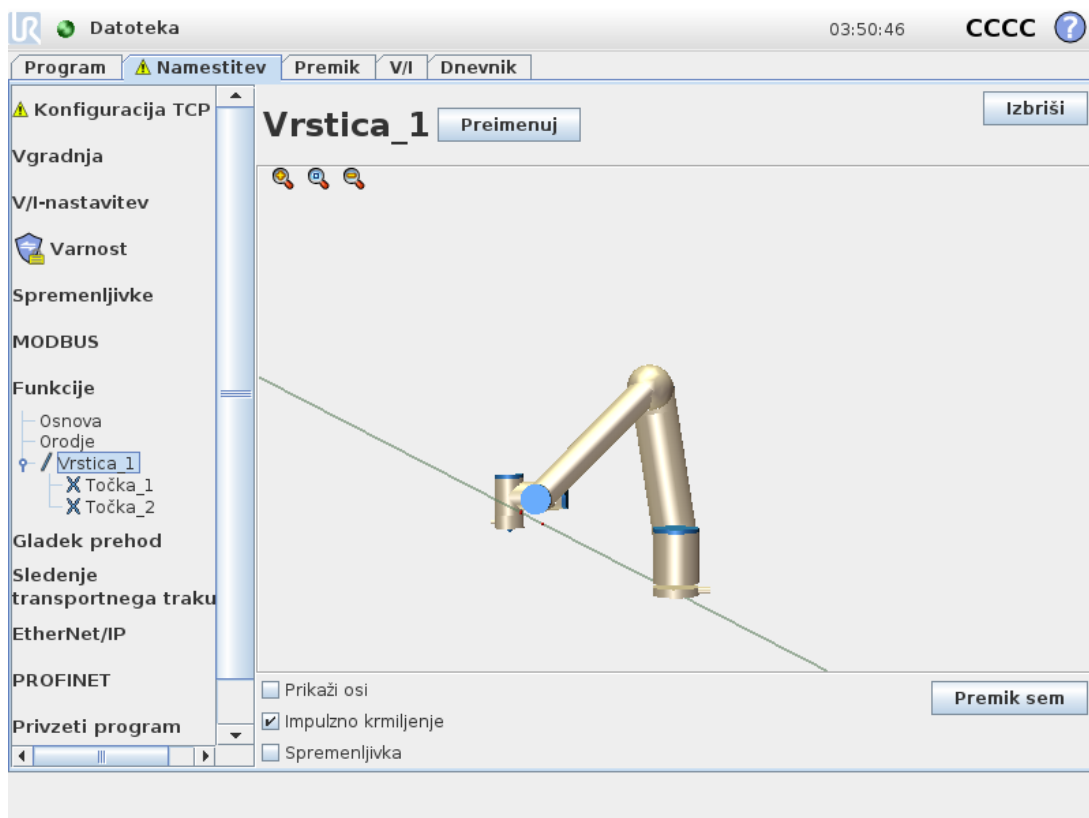 UR Datoteka 03:50:46 CCCC ?
Program Namestitev Premik V/I Dnevnik
Konfiguracija TCP
Vgradnja
V/I-nastavitev
Varnost
Spremenljivke
MODBUS
Funkcije
Osnova
Orodje
Vrstica_1
Točka_1
Točka_2
Gladek prehod
Sledenje
transportnega traku
EtherNet/IP
PROFINET
Privzeti program
Vrstica_1 Preimenuj Izbriši
Prikaži osi
Impulzno krmiljenje
Spremenljivka
Premik sem